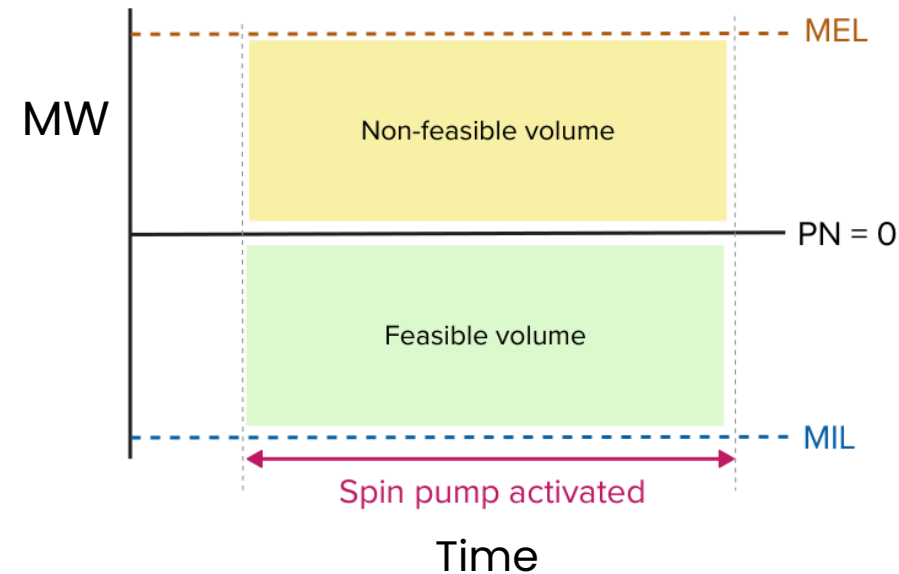 MEL
MW
Non-feasible volume
PN = 0
Feasible volume
MIL
Spin pump activated
Time